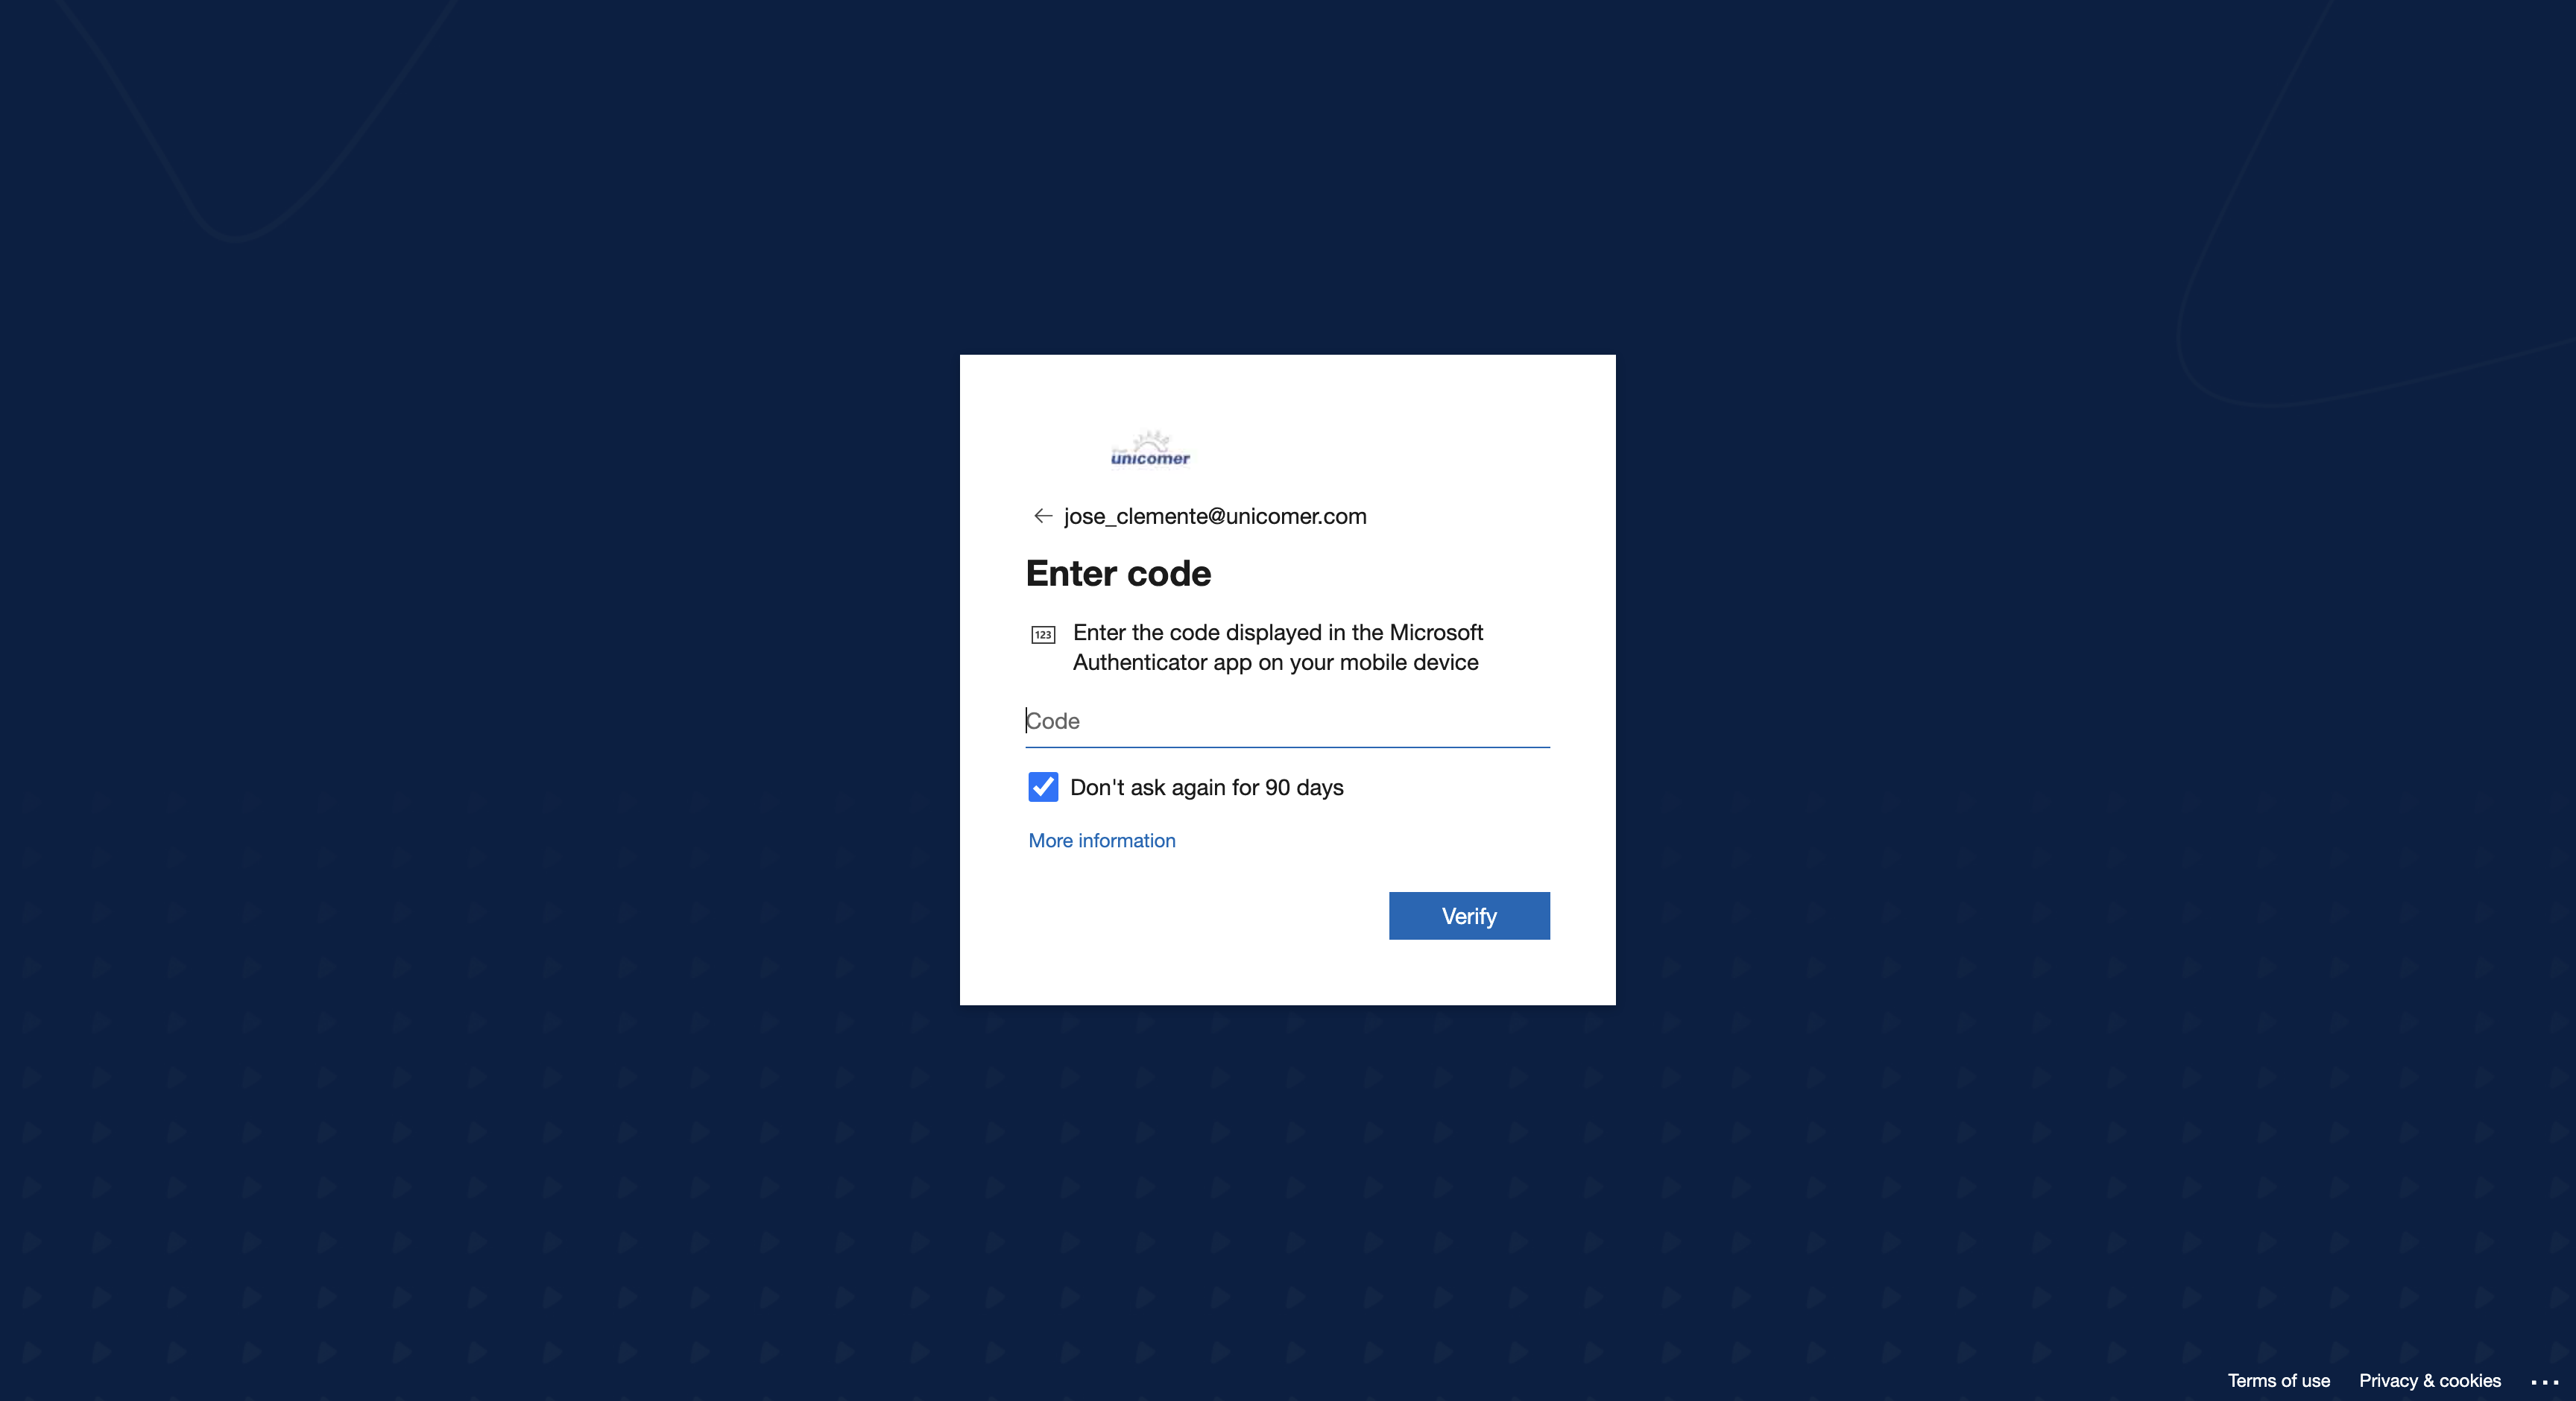 unicomer
jose_clemente@unicomer.com
Enter code
123
Enter the code displayed in the Microsoft
Authenticator app on your mobile device
Code
Don't ask again for 90 days
More information
Verify
Terms of use
Privacy & cookies